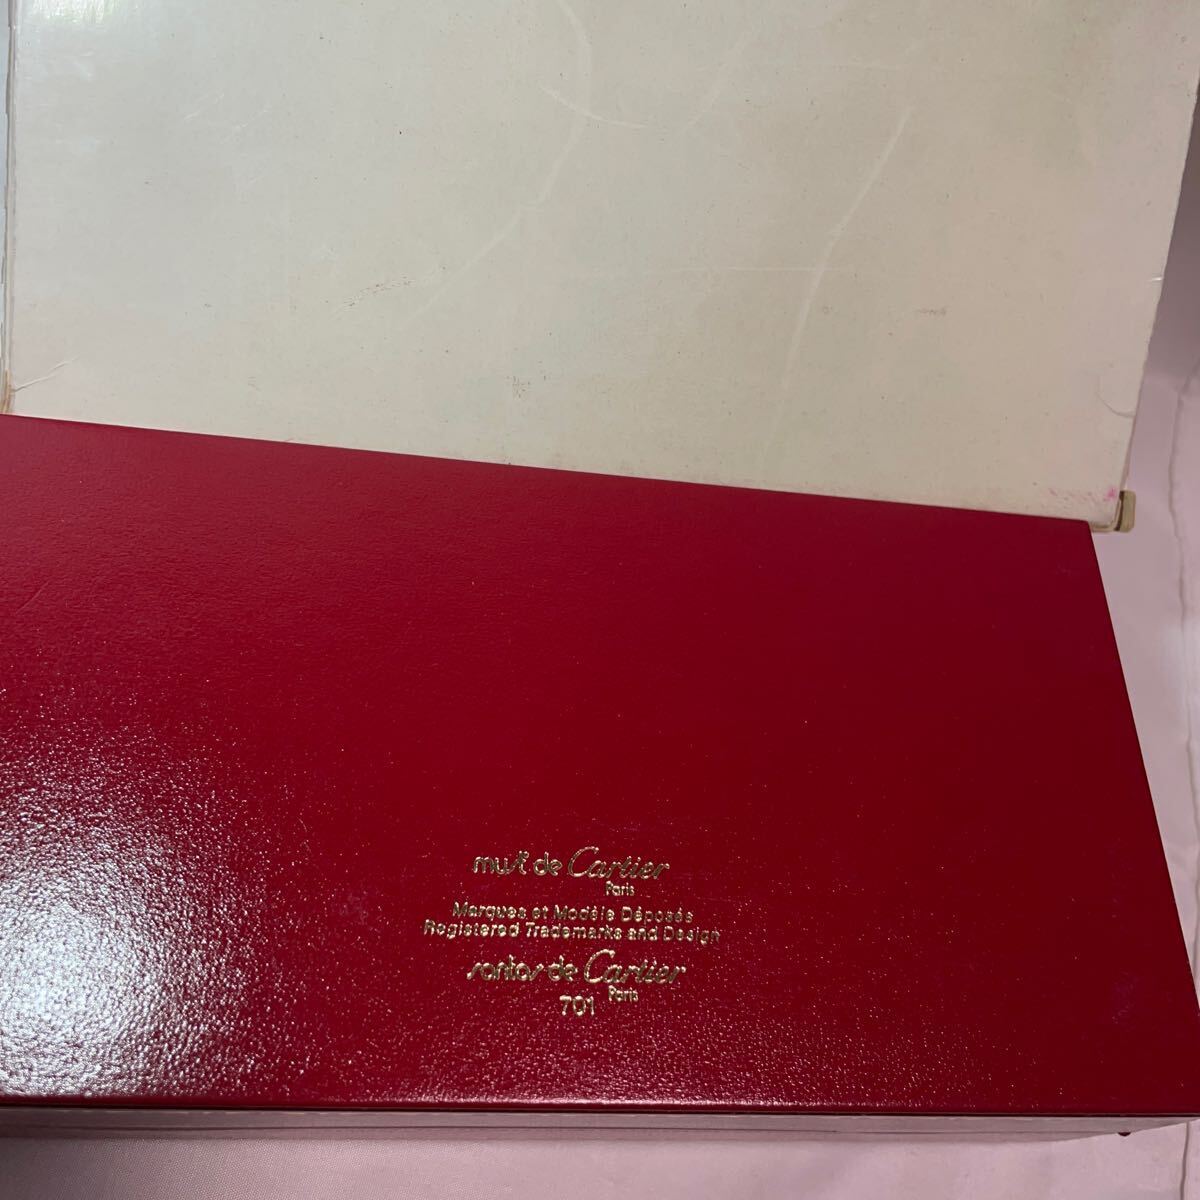 must de Cartier
Paris
Marques et Modèle Déposés
Registered Trademarks and Design
santos de Cartier
Paris
701